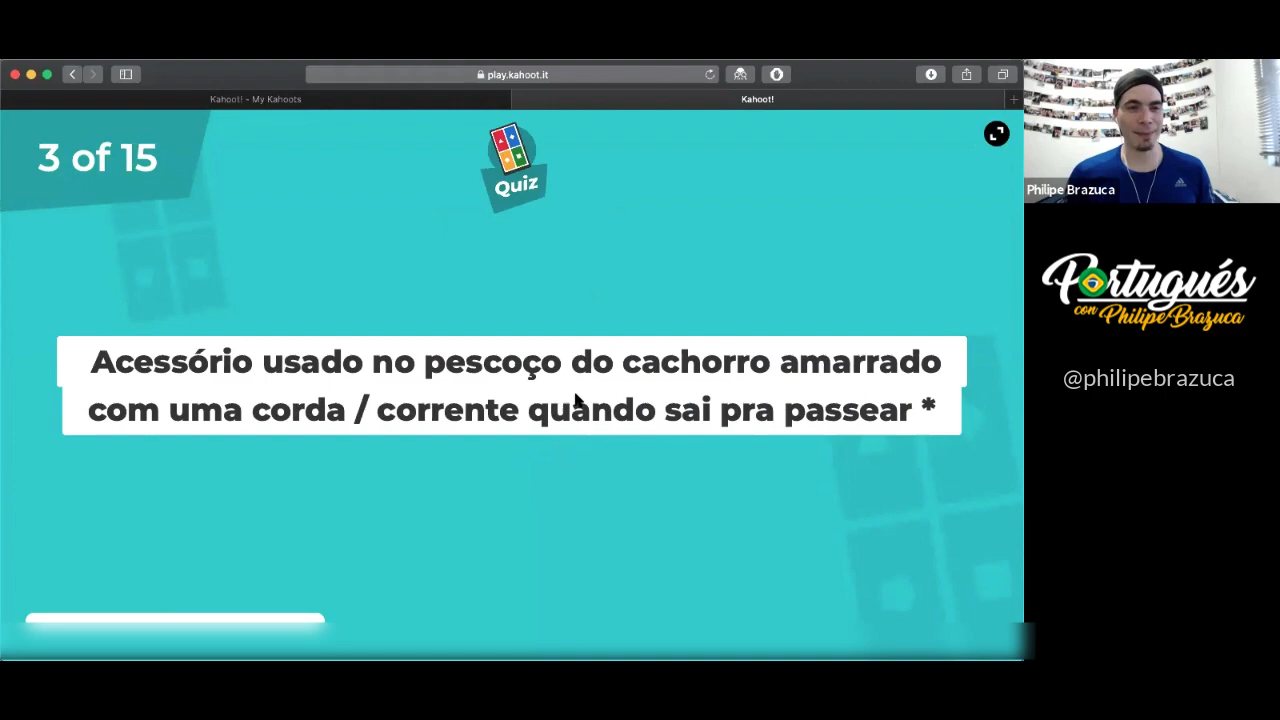 play.kahoot.it
Kahoot! - My Kahoots
Kahoot!
3 of 15
Quiz
Acessório usado no pescoço do cachorro amarrado
com uma corda / corrente quando sai pra passear *
Philipe Brazuca
Portugués
con Philipe Brazuca
@philipebrazuca